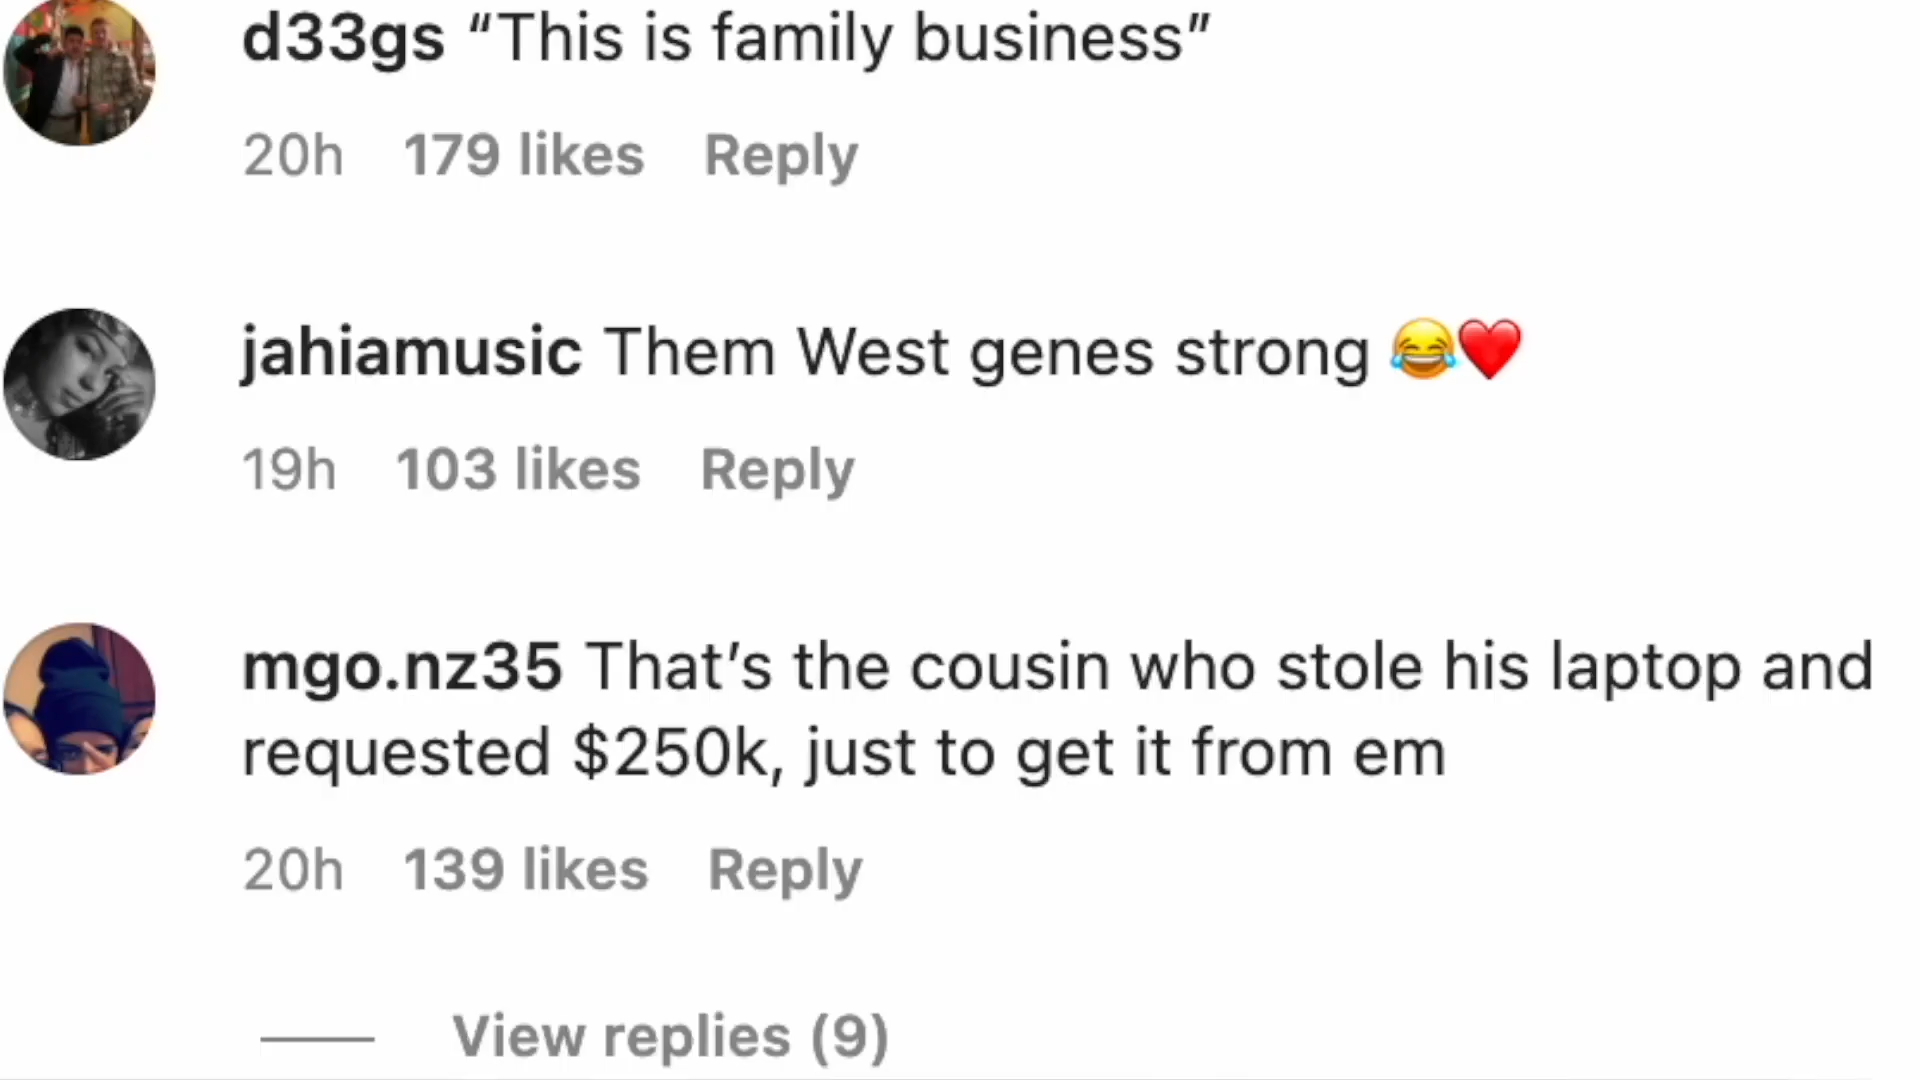 d33gs “This is family business”
20h 179 likes Reply
jahiamusic Them West genes strong 😂❤️
19h 103 likes Reply
mgo.nz35 That’s the cousin who stole his laptop and
requested $250k, just to get it from em
20h 139 likes Reply
View replies (9)